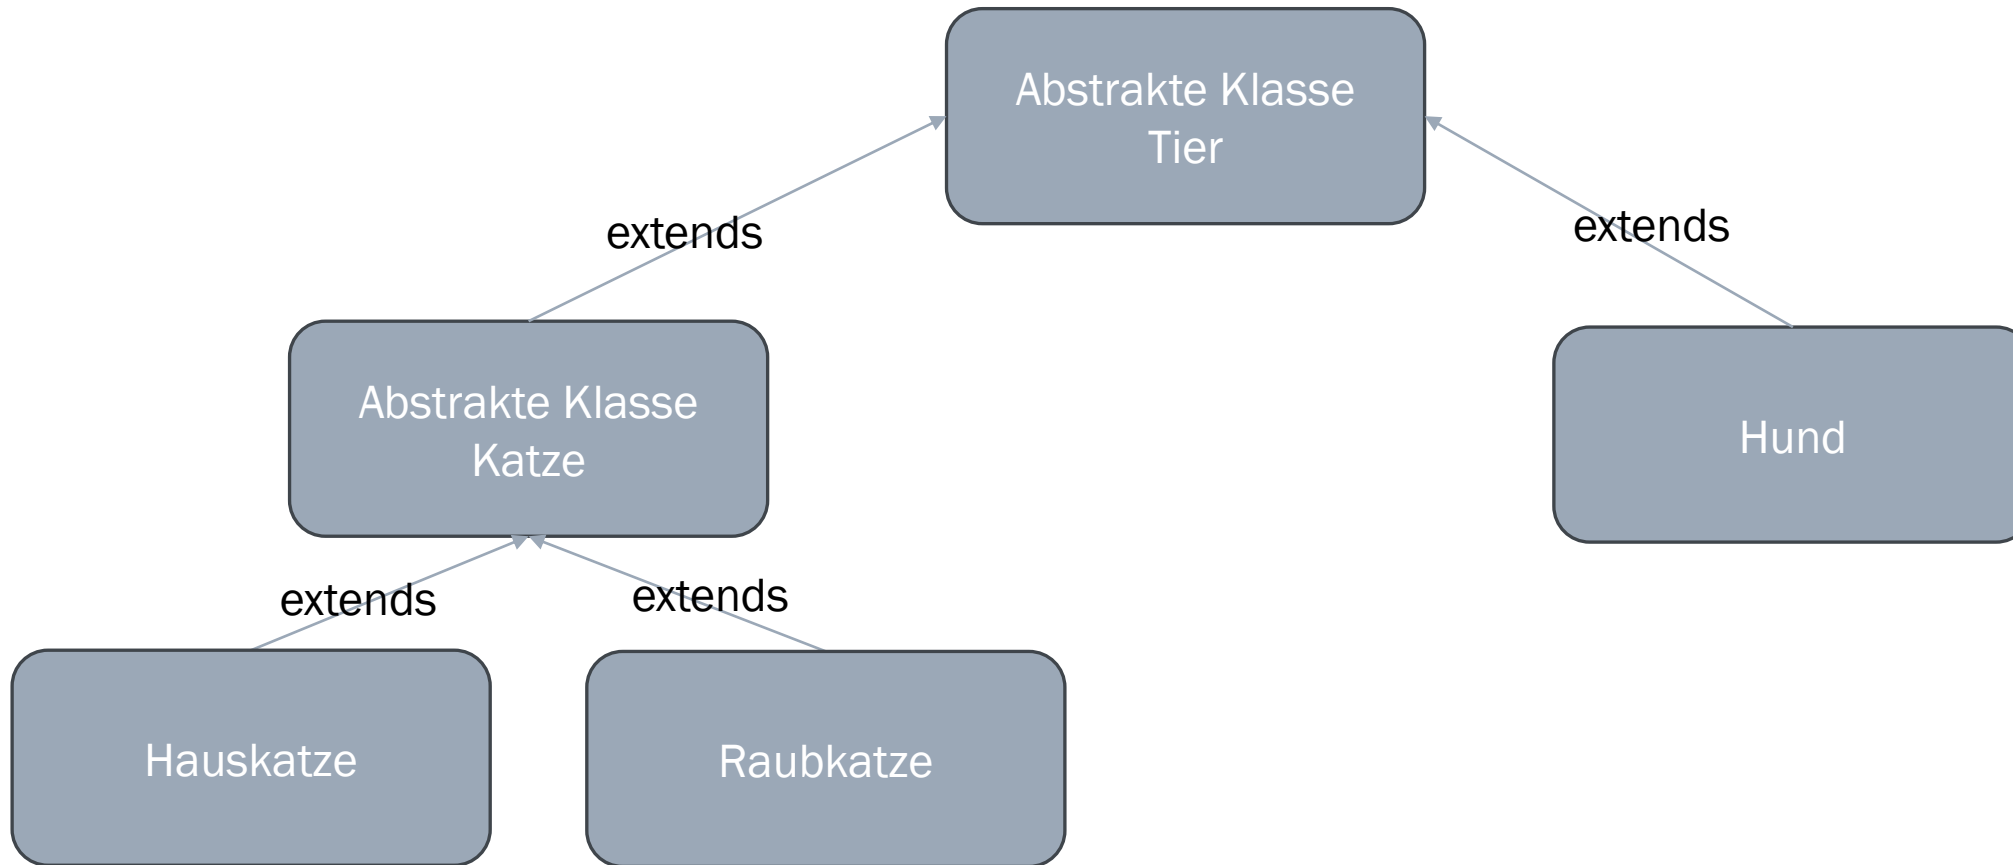 Abstrakte Klasse
Tier
extends
extends
Abstrakte Klasse
Katze
Hund
extends
extends
Hauskatze
Raubkatze